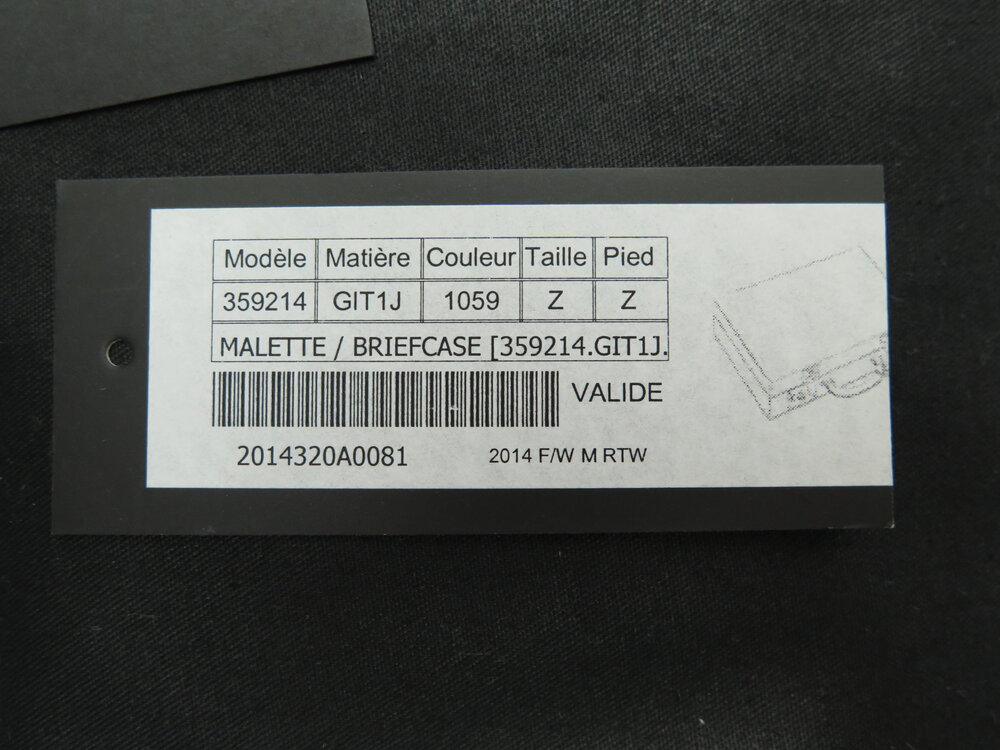 Modèle Matière Couleur Taille Pied
359214 GIT1J 1059 Z Z
MALETTE / BRIEFCASE [359214.GIT1J.
VALIDE
2014320A0081 2014 F/W M RTW